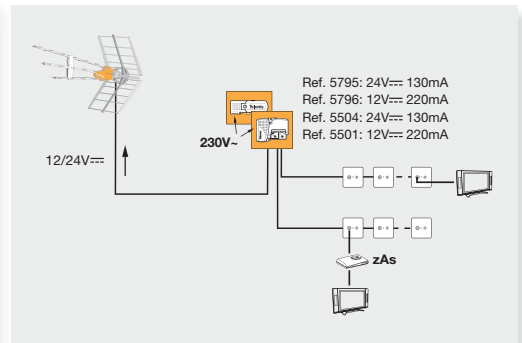 Televes
Ref. 5795: 24V⎓ 130mA
Ref. 5796: 12V⎓ 220mA
Ref. 5504: 24V⎓ 130mA
Ref. 5501: 12V⎓ 220mA
230V~
12/24V⎓
zAs